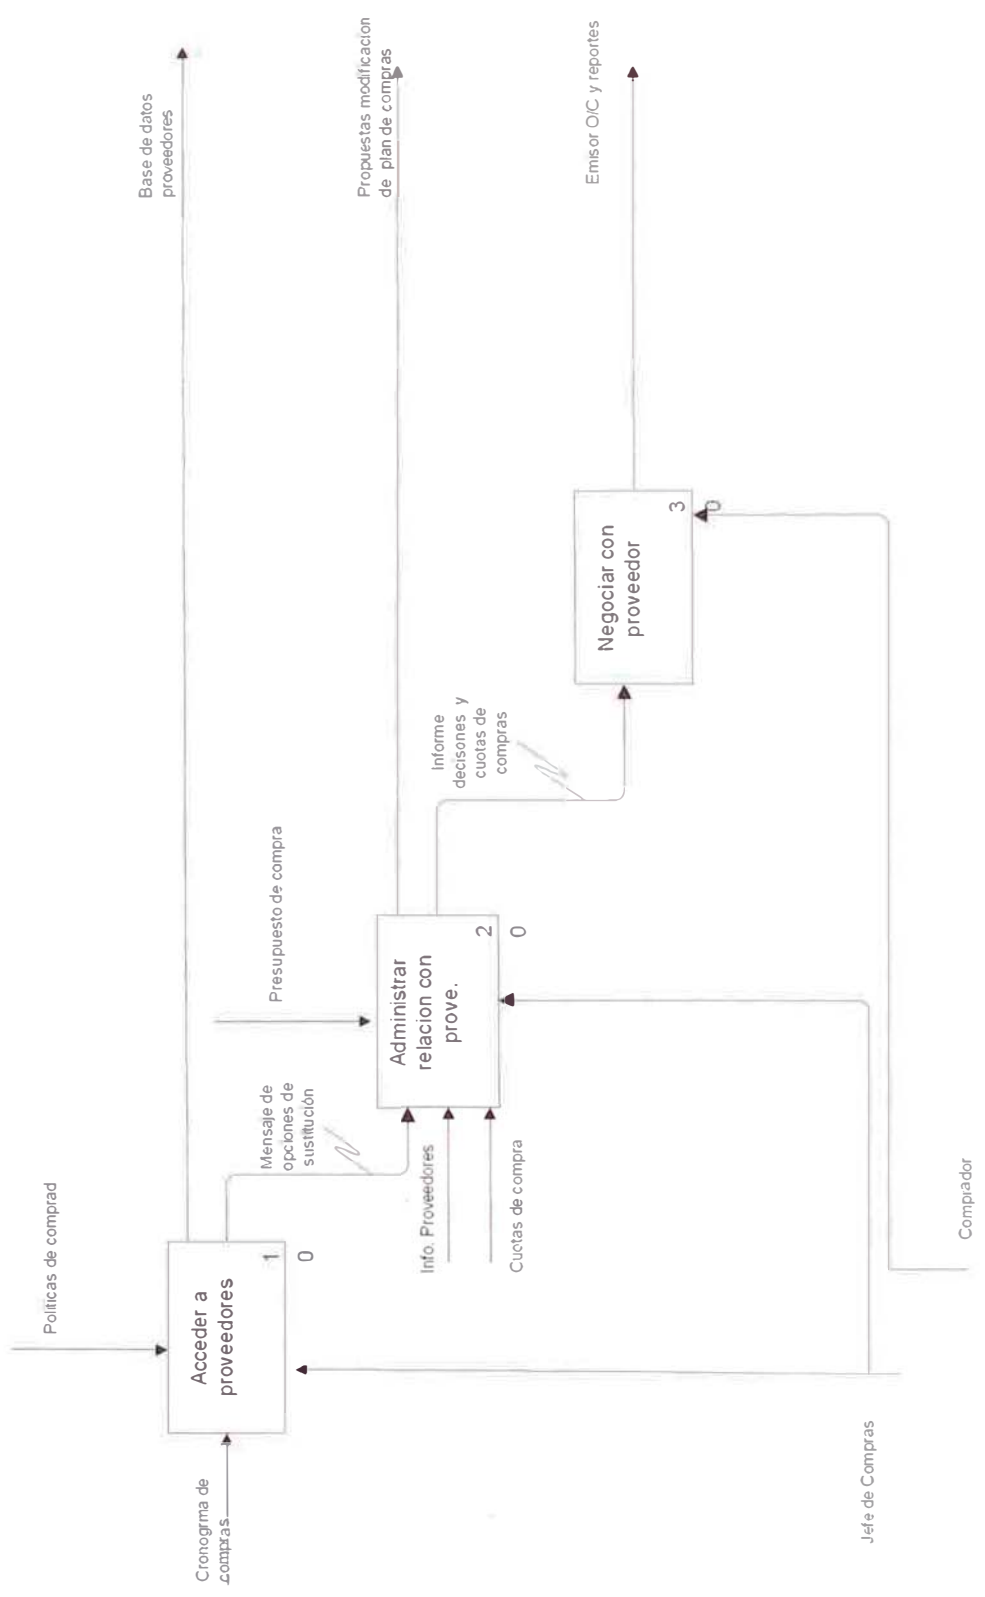 Politicas de comprad
Cronogrma de
compras
Acceder a
proveedores
1
0
Base de datos
proveedores
Mensaje de
opciones de
sustitución
Presupuesto de compra
Info. Proveedores
Cuotas de compra
Administrar
relacion con
prove.
2
0
Propuestas modificacion
de plan de compras
Informe
decisones y
cuotas de
compras
Negociar con
proveedor
3
0
Emisor O/C y reportes
Jefe de Compras
Comprador